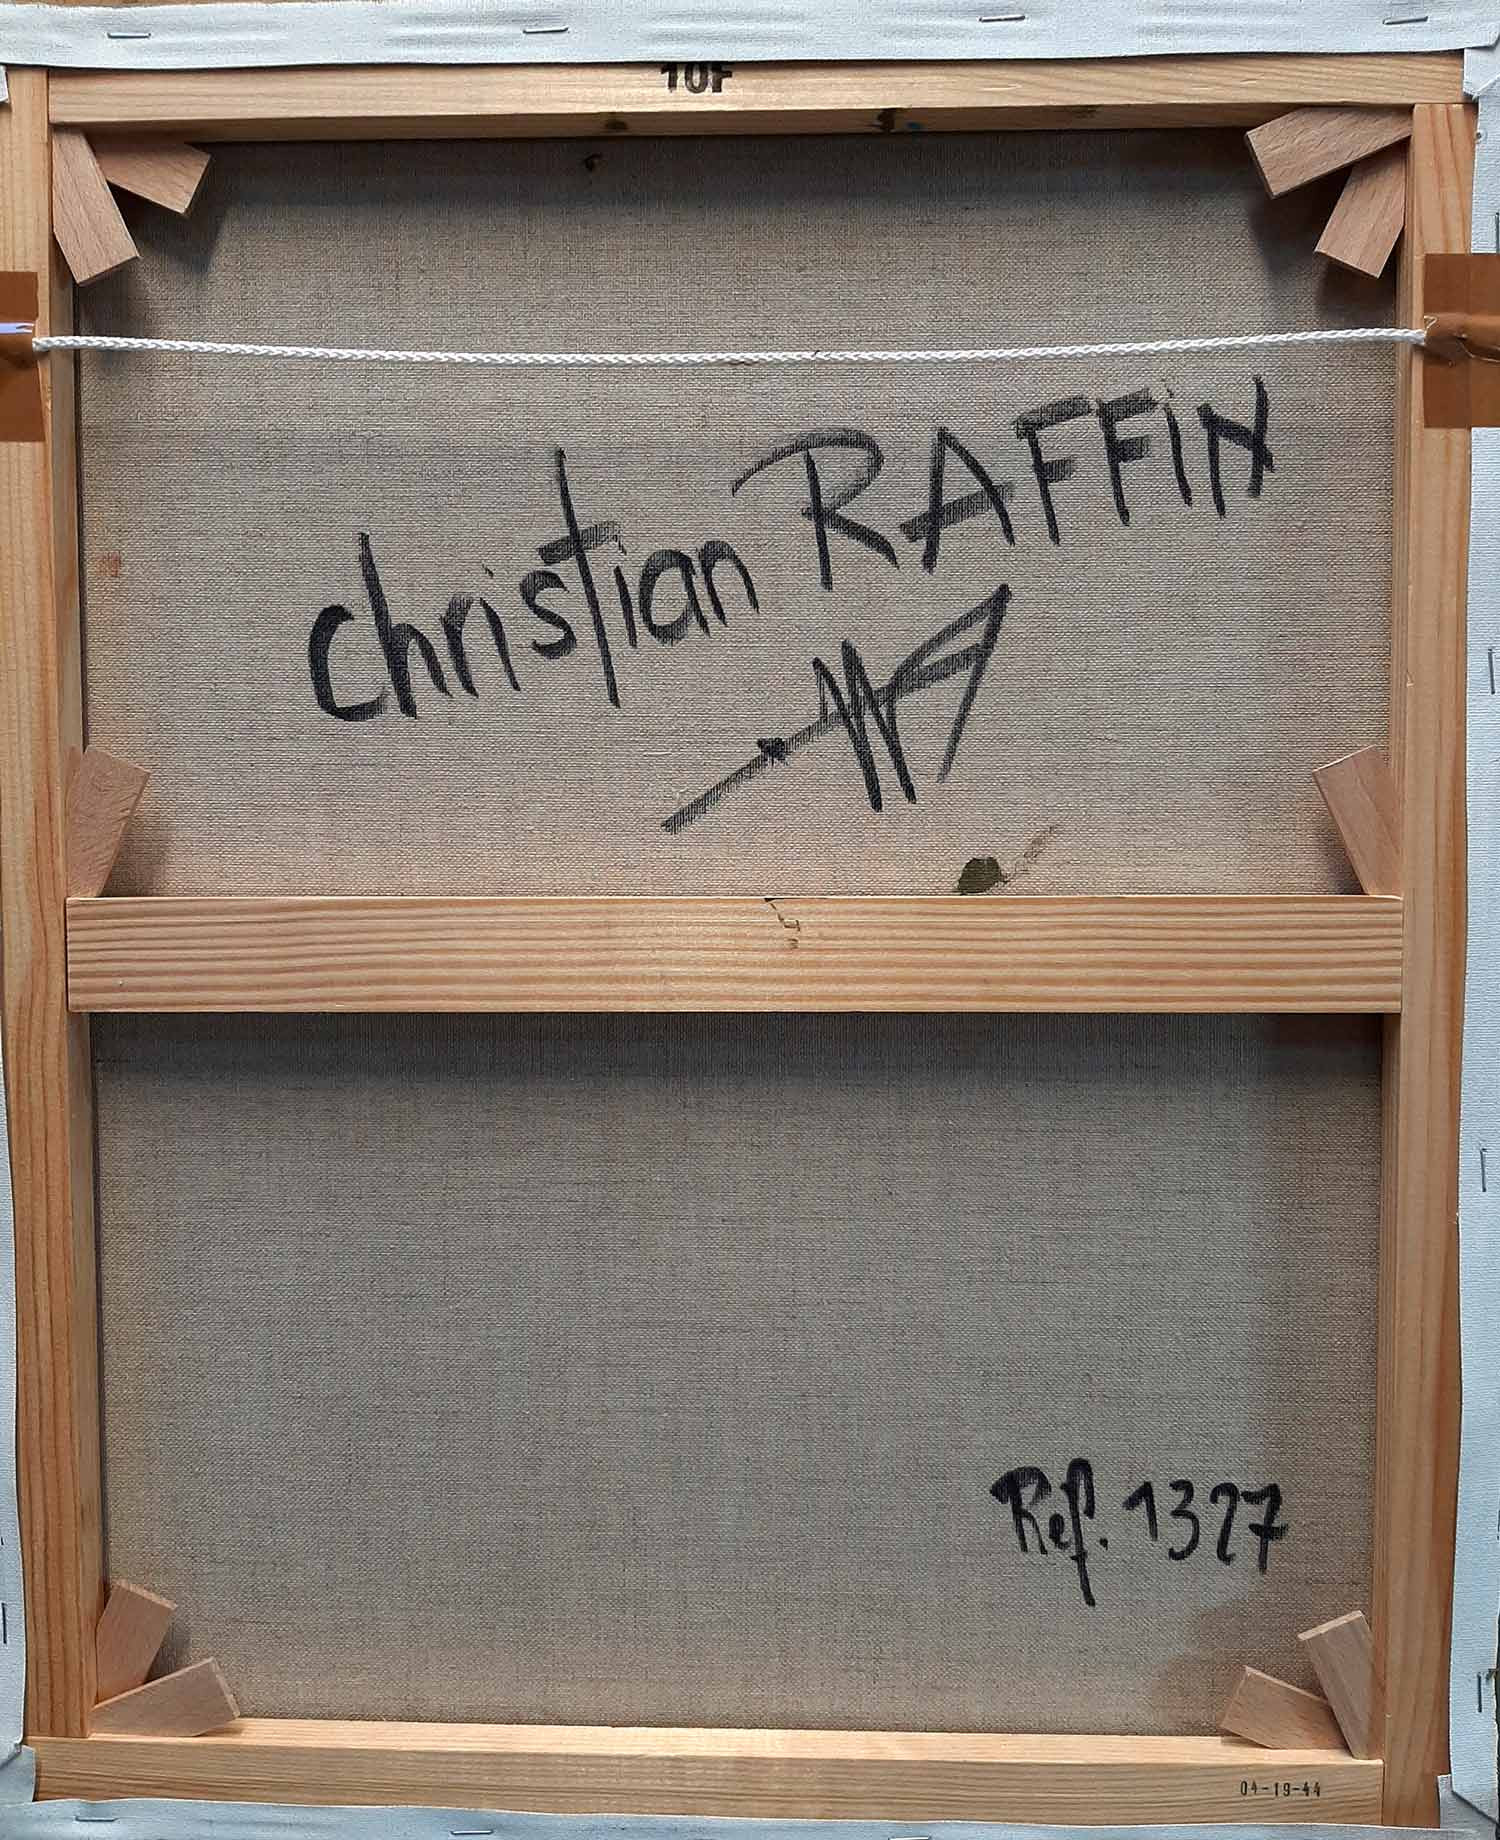 10F
christian RAFFiN
Ref. 1327
04-19-44